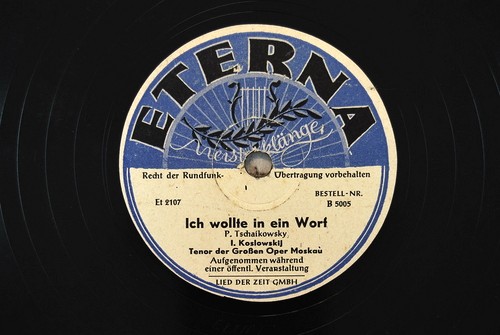 ETERNA
Meisterklänge
Recht der Rundfunk- Übertragung vorbehalten
BESTELL-NR.
Et 2107 B 5005
Ich wollte in ein Wort
P. Tschaikowsky
I. Koslowskij
Tenor der Großen Oper Moskau
Aufgenommen während
einer öffentl. Veranstaltung
LIED DER ZEIT GMBH